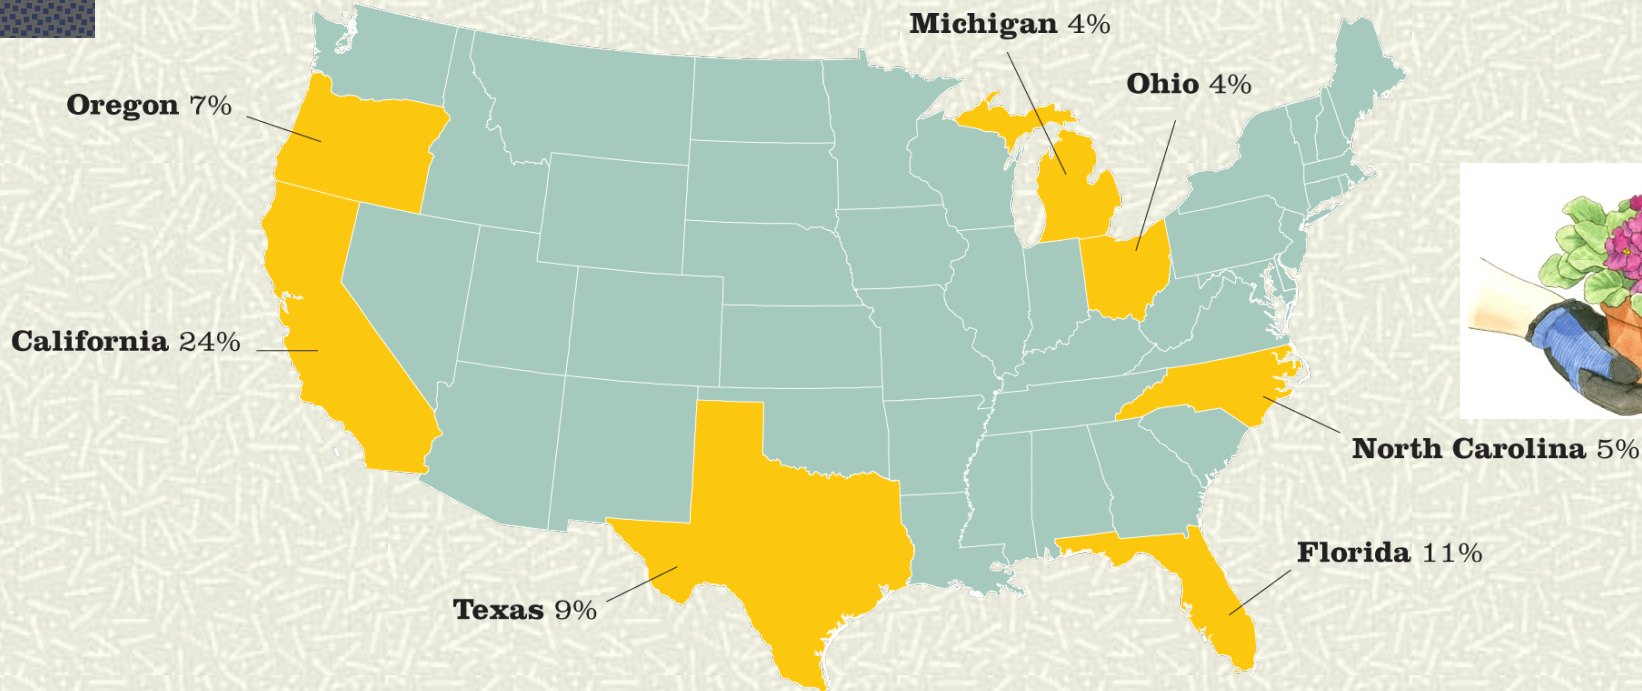 Michigan 4%
Ohio 4%
Oregon 7%
California 24%
North Carolina 5%
Florida 11%
Texas 9%